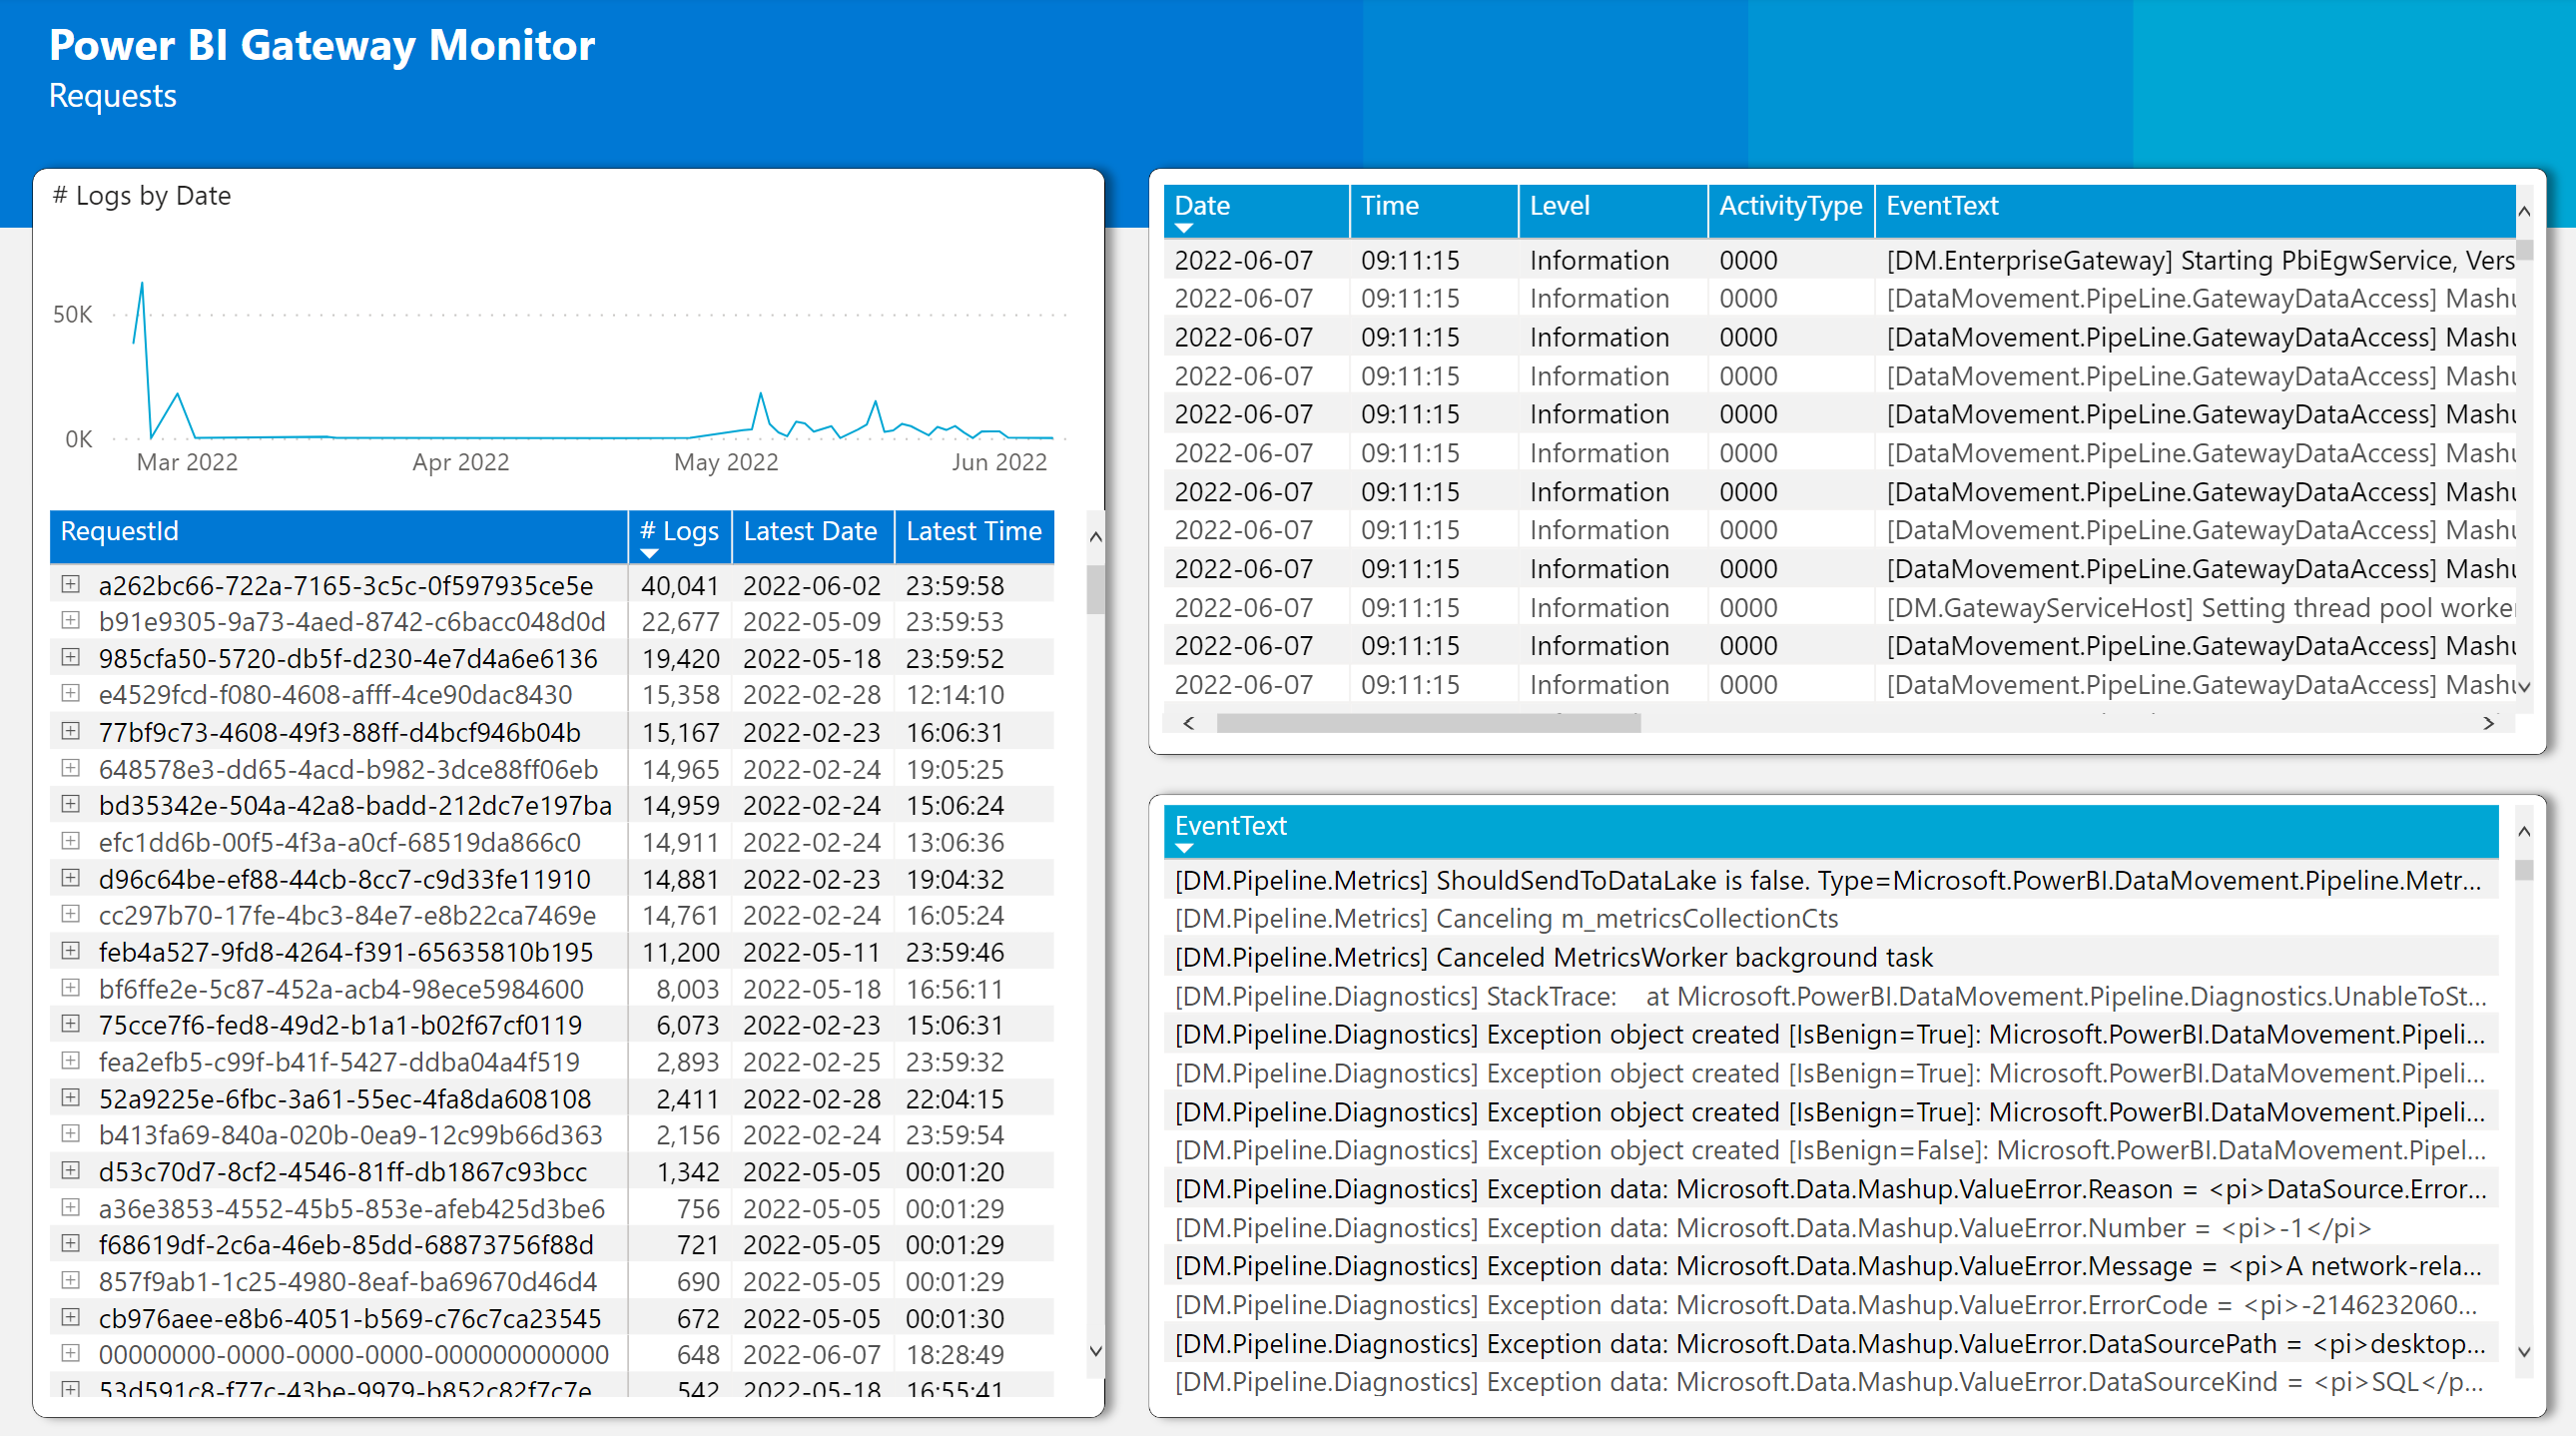 Power BI Gateway Monitor
Requests
# Logs by Date
50K
0K
Mar 2022 Apr 2022 May 2022 Jun 2022
RequestId # Logs Latest Date Latest Time
a262bc66-722a-7165-3c5c-0f597935ce5e 40,041 2022-06-02 23:59:58
b91e9305-9a73-4aed-8742-c6bacc048d0d 22,677 2022-05-09 23:59:53
985cfa50-5720-db5f-d230-4e7d4a6e6136 19,420 2022-05-18 23:59:52
e4529fcd-f080-4608-afff-4ce90dac8430 15,358 2022-02-28 12:14:10
77bf9c73-4608-49f3-88ff-d4bcf946b04b 15,167 2022-02-23 16:06:31
648578e3-dd65-4acd-b982-3dce88ff06eb 14,965 2022-02-24 19:05:25
bd35342e-504a-42a8-badd-212dc7e197ba 14,959 2022-02-24 15:06:24
efc1dd6b-00f5-4f3a-a0cf-68519da866c0 14,911 2022-02-24 13:06:36
d96c64be-ef88-44cb-8cc7-c9d33fe11910 14,881 2022-02-23 19:04:32
cc297b70-17fe-4bc3-84e7-e8b22ca7469e 14,761 2022-02-24 16:05:24
feb4a527-9fd8-4264-f391-65635810b195 11,200 2022-05-11 23:59:46
bf6ffe2e-5c87-452a-acb4-98ece5984600 8,003 2022-05-18 16:56:11
75cce7f6-fed8-49d2-b1a1-b02f67cf0119 6,073 2022-02-23 15:06:31
fea2efb5-c99f-b41f-5427-ddba04a4f519 2,893 2022-02-25 23:59:32
52a9225e-6fbc-3a61-55ec-4fa8da608108 2,411 2022-02-28 22:04:15
b413fa69-840a-020b-0ea9-12c99b66d363 2,156 2022-02-24 23:59:54
d53c70d7-8cf2-4546-81ff-db1867c93bcc 1,342 2022-05-05 00:01:20
a36e3853-4552-45b5-853e-afeb425d3be6 756 2022-05-05 00:01:29
f68619df-2c6a-46eb-85dd-68873756f88d 721 2022-05-05 00:01:29
857f9ab1-1c25-4980-8eaf-ba69670d46d4 690 2022-05-05 00:01:29
cb976aee-e8b6-4051-b569-c76c7ca23545 672 2022-05-05 00:01:30
00000000-0000-0000-0000-000000000000 648 2022-06-07 18:28:49
53d591c8-f77c-43be-9979-b852c82f7c7e 542 2022-05-18 16:55:41
Date Time Level ActivityType EventText
2022-06-07 09:11:15 Information 0000 [DM.EnterpriseGateway] Starting PbiEgwService, Vers
2022-06-07 09:11:15 Information 0000 [DataMovement.PipeLine.GatewayDataAccess] Mashu
2022-06-07 09:11:15 Information 0000 [DataMovement.PipeLine.GatewayDataAccess] Mashu
2022-06-07 09:11:15 Information 0000 [DataMovement.PipeLine.GatewayDataAccess] Mashu
2022-06-07 09:11:15 Information 0000 [DataMovement.PipeLine.GatewayDataAccess] Mashu
2022-06-07 09:11:15 Information 0000 [DataMovement.PipeLine.GatewayDataAccess] Mashu
2022-06-07 09:11:15 Information 0000 [DataMovement.PipeLine.GatewayDataAccess] Mashu
2022-06-07 09:11:15 Information 0000 [DataMovement.PipeLine.GatewayDataAccess] Mashu
2022-06-07 09:11:15 Information 0000 [DataMovement.PipeLine.GatewayDataAccess] Mashu
2022-06-07 09:11:15 Information 0000 [DM.GatewayServiceHost] Setting thread pool worker
2022-06-07 09:11:15 Information 0000 [DataMovement.PipeLine.GatewayDataAccess] Mashu
2022-06-07 09:11:15 Information 0000 [DataMovement.PipeLine.GatewayDataAccess] Mashu
EventText
[DM.Pipeline.Metrics] ShouldSendToDataLake is false. Type=Microsoft.PowerBI.DataMovement.Pipeline.Metr...
[DM.Pipeline.Metrics] Canceling m_metricsCollectionCts
[DM.Pipeline.Metrics] Canceled MetricsWorker background task
[DM.Pipeline.Diagnostics] StackTrace: at Microsoft.PowerBI.DataMovement.Pipeline.Diagnostics.UnableToSt...
[DM.Pipeline.Diagnostics] Exception object created [IsBenign=True]: Microsoft.PowerBI.DataMovement.Pipeli...
[DM.Pipeline.Diagnostics] Exception object created [IsBenign=True]: Microsoft.PowerBI.DataMovement.Pipeli...
[DM.Pipeline.Diagnostics] Exception object created [IsBenign=True]: Microsoft.PowerBI.DataMovement.Pipeli...
[DM.Pipeline.Diagnostics] Exception object created [IsBenign=False]: Microsoft.PowerBI.DataMovement.Pipel...
[DM.Pipeline.Diagnostics] Exception data: Microsoft.Data.Mashup.ValueError.Reason = <pi>DataSource.Error...
[DM.Pipeline.Diagnostics] Exception data: Microsoft.Data.Mashup.ValueError.Number = <pi>-1</pi>
[DM.Pipeline.Diagnostics] Exception data: Microsoft.Data.Mashup.ValueError.Message = <pi>A network-rela...
[DM.Pipeline.Diagnostics] Exception data: Microsoft.Data.Mashup.ValueError.ErrorCode = <pi>-2146232060...
[DM.Pipeline.Diagnostics] Exception data: Microsoft.Data.Mashup.ValueError.DataSourcePath = <pi>desktop...
[DM.Pipeline.Diagnostics] Exception data: Microsoft.Data.Mashup.ValueError.DataSourceKind = <pi>SQL</p...